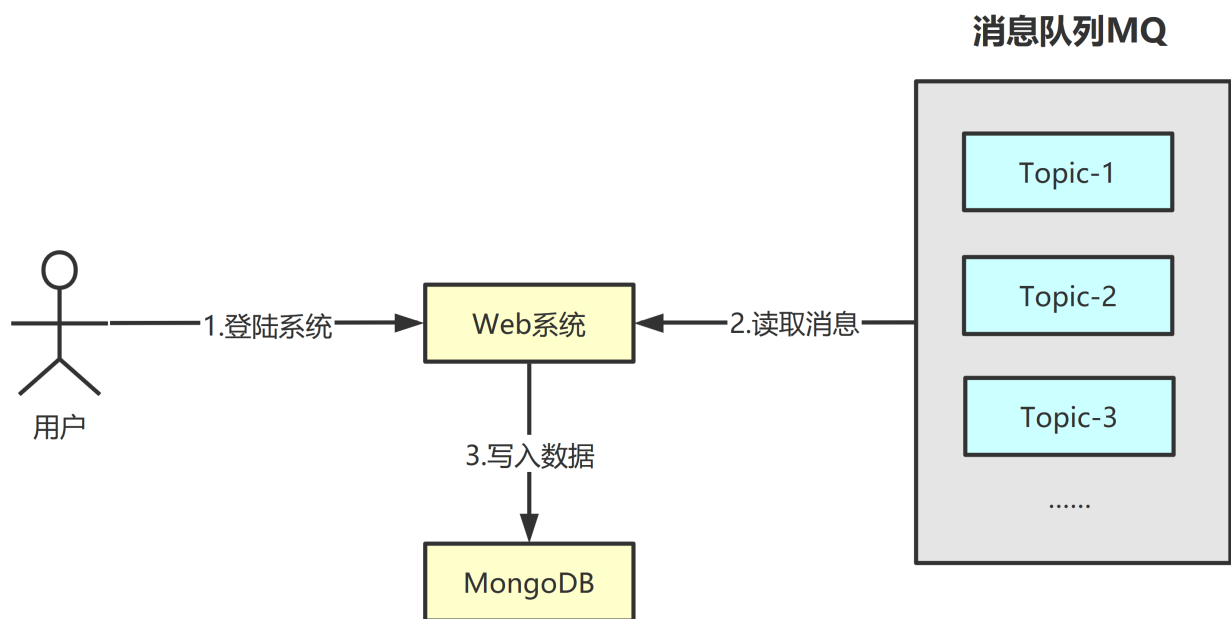 消息队列MQ
Topic-1
Topic-2
Topic-3
......
1.登陆系统
Web系统
2.读取消息
用户
3.写入数据
MongoDB